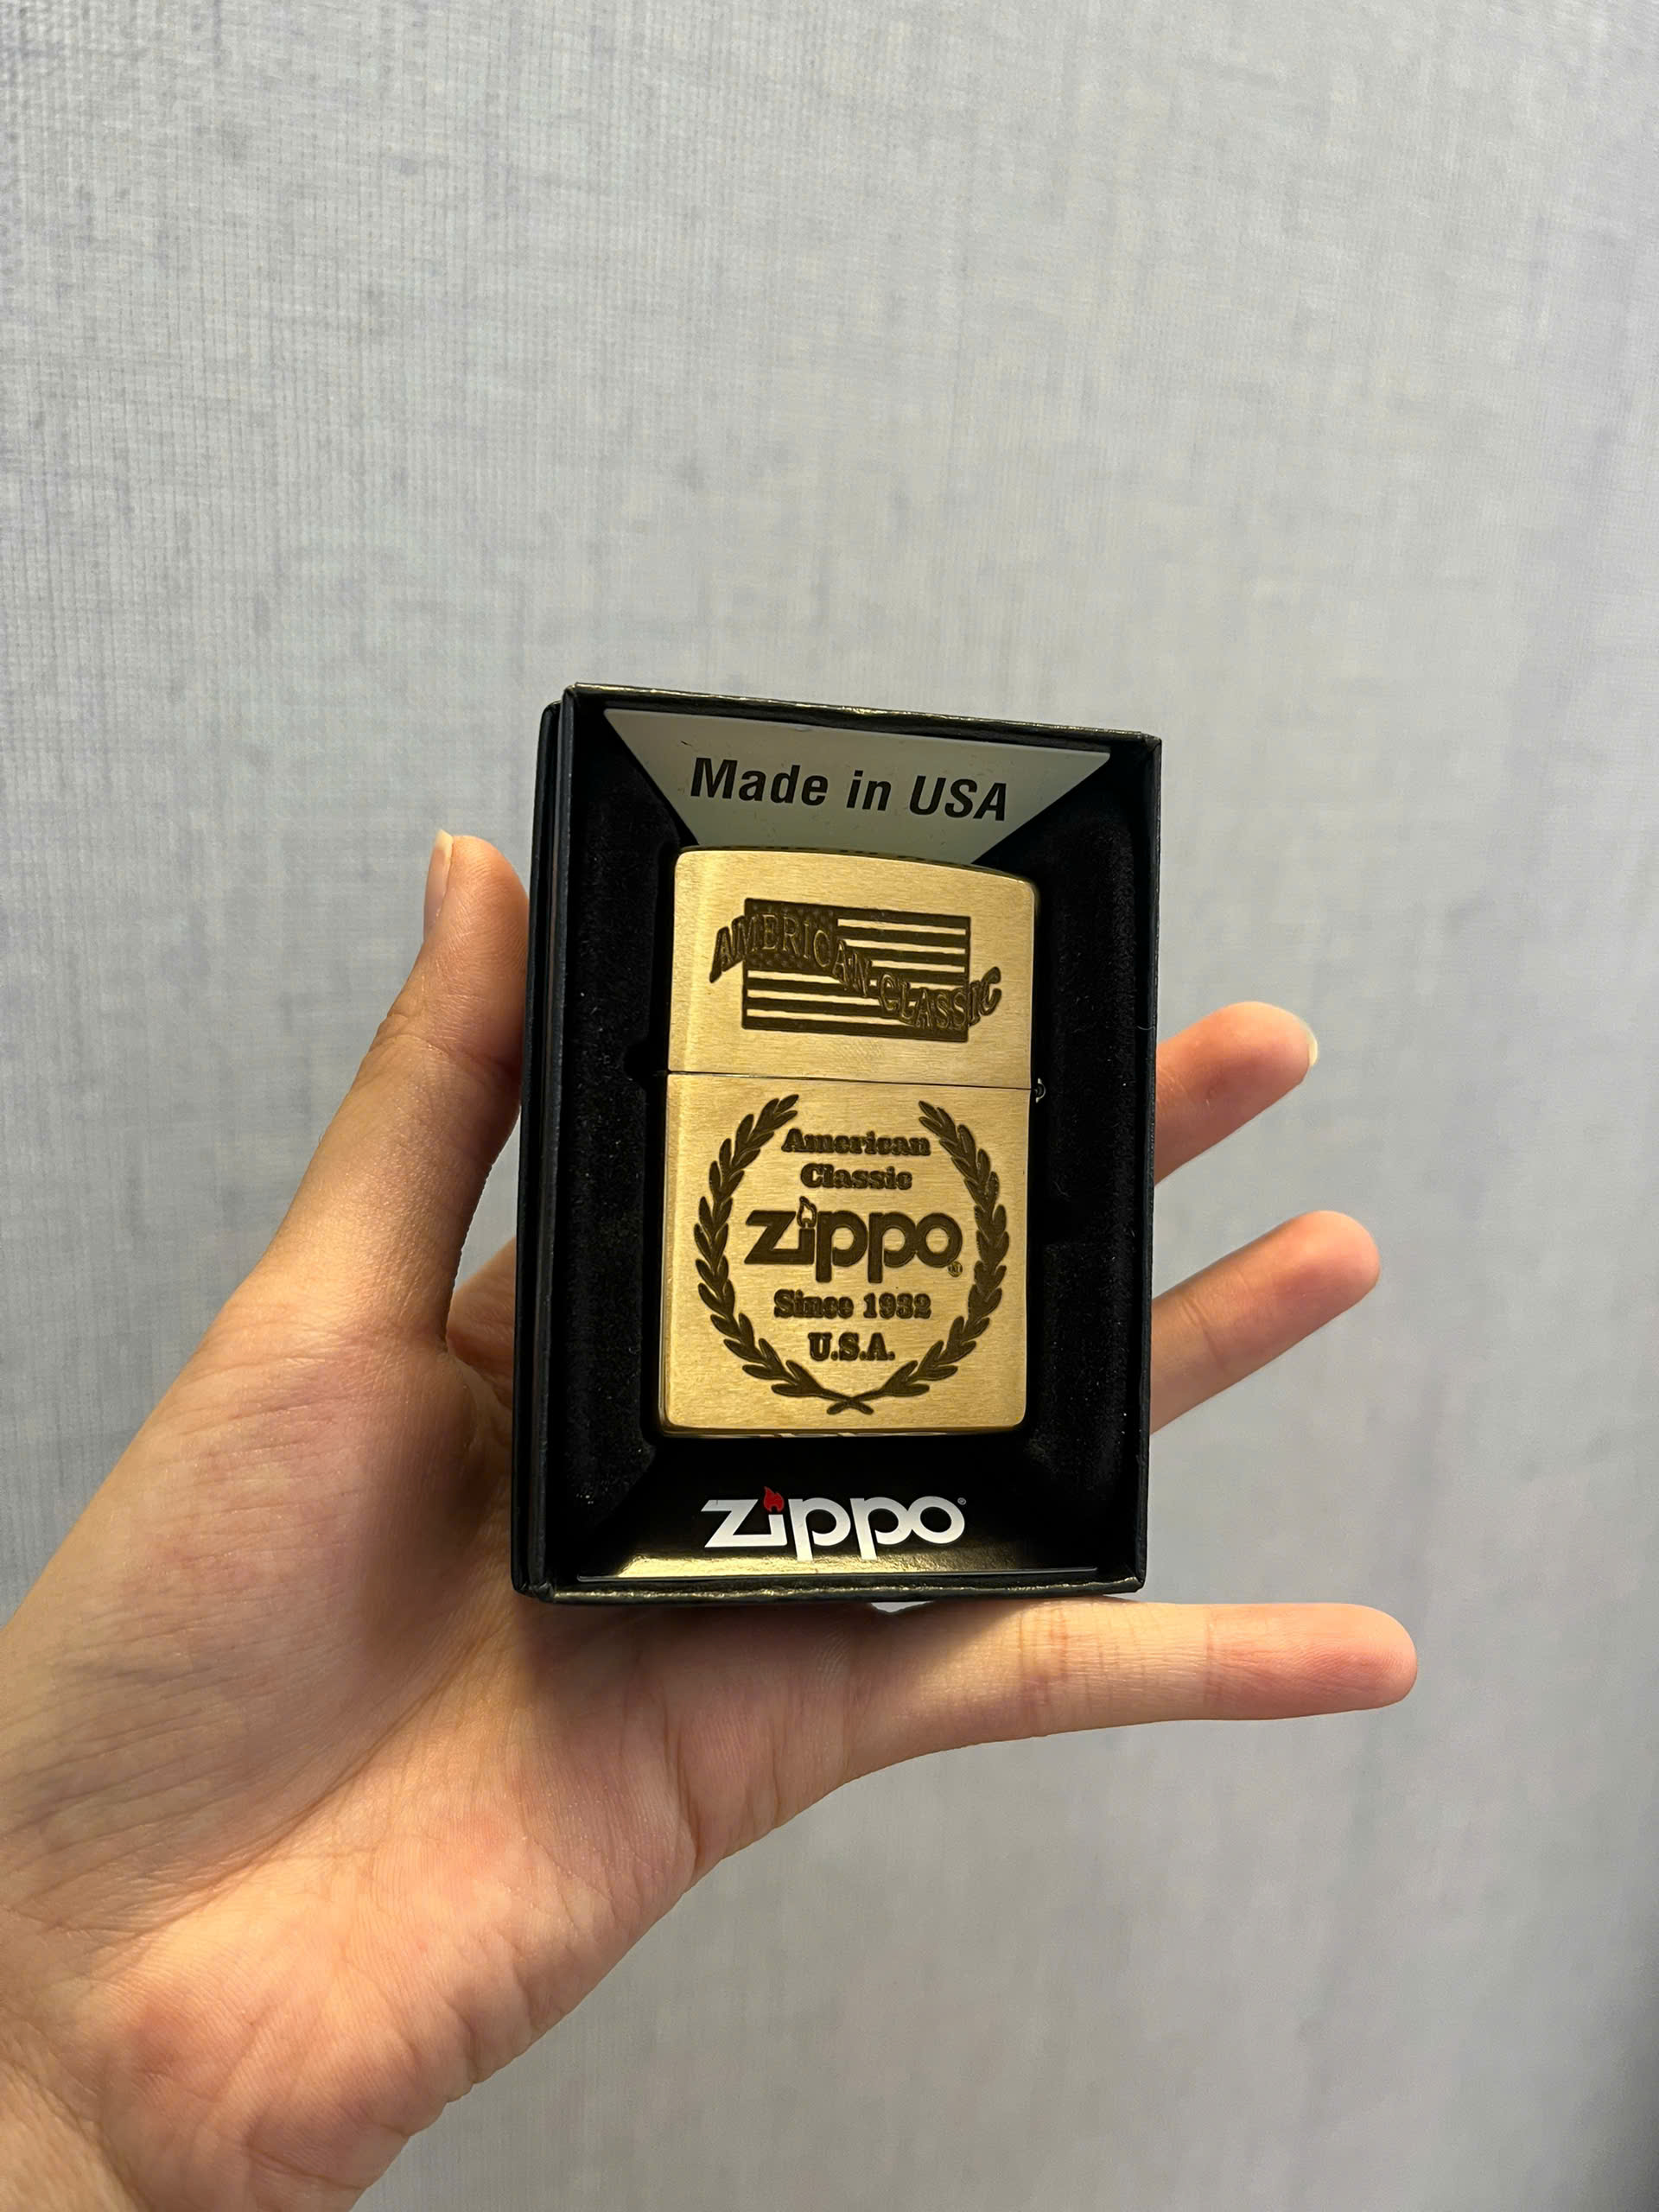 Made in USA
AMERICAN CLASSIC
American
Classic
zippo®
Since 1932
U.S.A.
zippo®